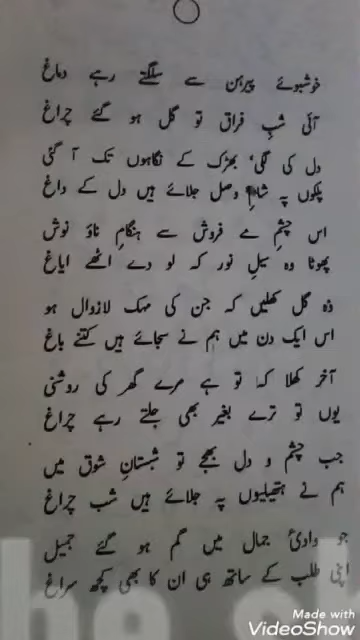 خوشبوئے پیرہن سے سلگتے رہے دماغ
آئی شبِ فراق تو گل ہو گئے چراغ
دل کی لگی، بھڑک کے نگاہوں تک آ گئی
پلکوں پہ شامِ وصل جلائے ہیں دل کے داغ
اس چشمِ مے فروش سے ہنگامِ ناؤ نوش
پھوٹا وہ سیلِ نور کہ لو دے اٹھے ایاغ
وہ گل کھلیں کہ جن کی مہک لازوال ہو
اس ایک دن میں ہم نے سجائے ہیں کتنے باغ
آخر کھلا کہ تو ہے مرے گھر کی روشنی
یوں تو ترے بغیر بھی جلتے رہے چراغ
جب چشم و دل بجھے تو شبستانِ شوق میں
ہم نے ہتھیلیوں پہ جلائے ہیں شب چراغ
جو وادیٔ جمال میں گم ہو گئے جمیل
اپنی طلب کے ساتھ ہی ان کا بھی کچھ سراغ
Made with
VideoShow